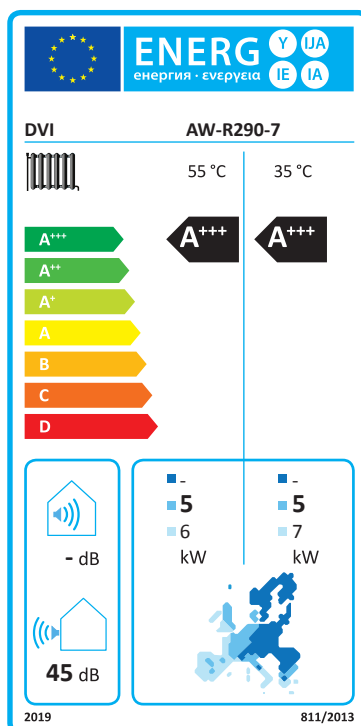 ENERG
Y IJA
IE IA
енергия · ενεργεια
DVI AW-R290-7
55 °C 35 °C
A+++ A+++
A+++
A++
A+
A
B
C
D
- -
5 5
6 7
kW kW
- dB
45 dB
2019 811/2013